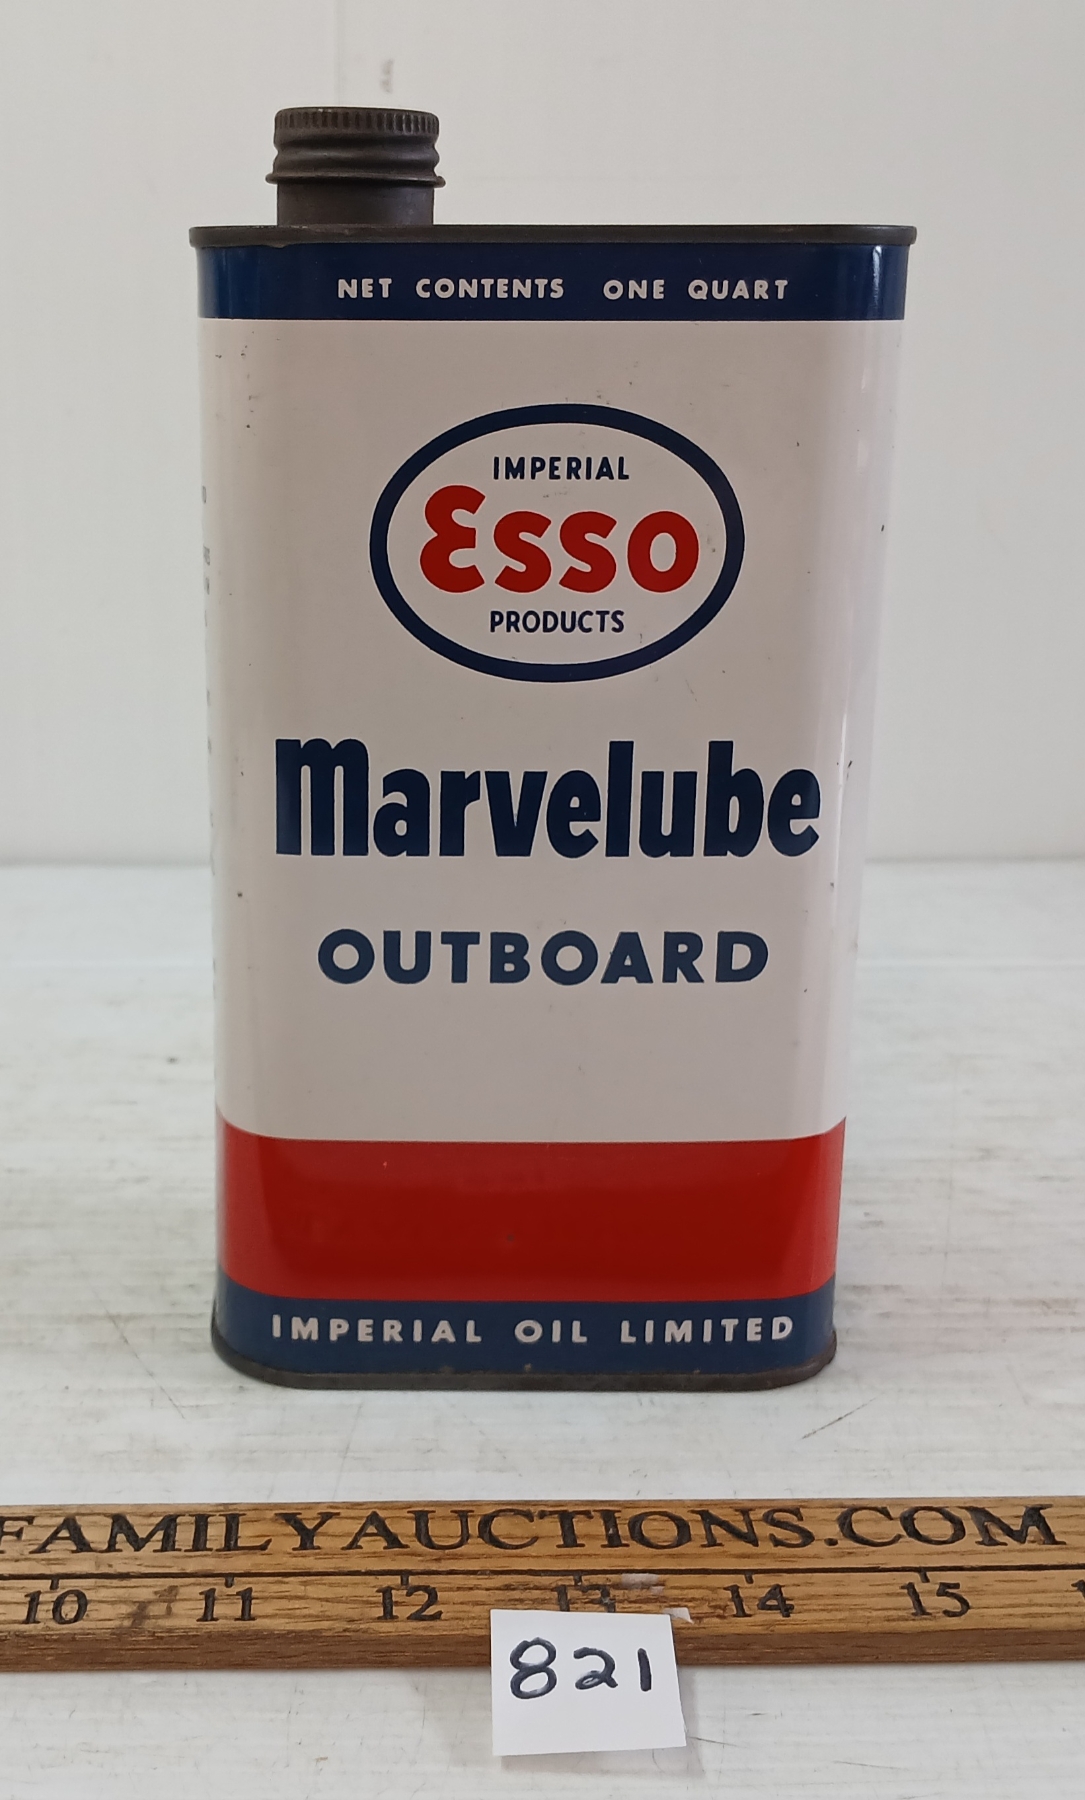 NET CONTENTS ONE QUART
IMPERIAL
Esso
PRODUCTS
Marvelube
OUTBOARD
IMPERIAL OIL LIMITED
FAMILYAUCTIONS.COM
10 11 12 13 14 15
821